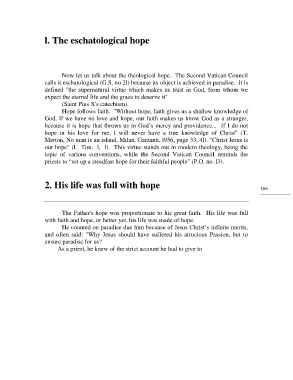 I. The eschatological hope
Now let us talk about the theological hope. The Second Vatican Council
calls it eschatological (G.S. no 2l) because its object is achieved in paradise. It is
defined "the supernatural virtue which makes us trust in God, from whom we
expect the eternal life and the grace to deserve it"
(Saint Pius X's catechism).
Hope follows faith. "Without hope, faith gives us a shallow knowledge of
God. If we have no love and hope, our faith makes us know God as a stranger,
because it is hope that throws us in God's mercy and providence... If I do not
hope in his love for me, I will never have a true knowledge of Christ" (T.
Merton, No man is an island, Milan, Garzanti, 1956, page 33, 4l). "Christ Jesus is
our hope" (I. Tim. 1, 1). This virtue stands out in modern theology, being the
topic of various conventions, while the Second Vatican Council reminds the
priests to "set up a steadfast hope for their faithful people" (P.O. no. 13).
2. His life was full with hope
166
The Father's hope was proportionate to his great faith. His life was full
with faith and hope, or better yet, his life was made of hope.
He counted on paradise due him because of Jesus Christ's infinite merits,
and often said: "Why Jesus should have suffered his atrocious Passion, but to
ensure paradise for us?
As a priest, he knew of the strict account he had to give to